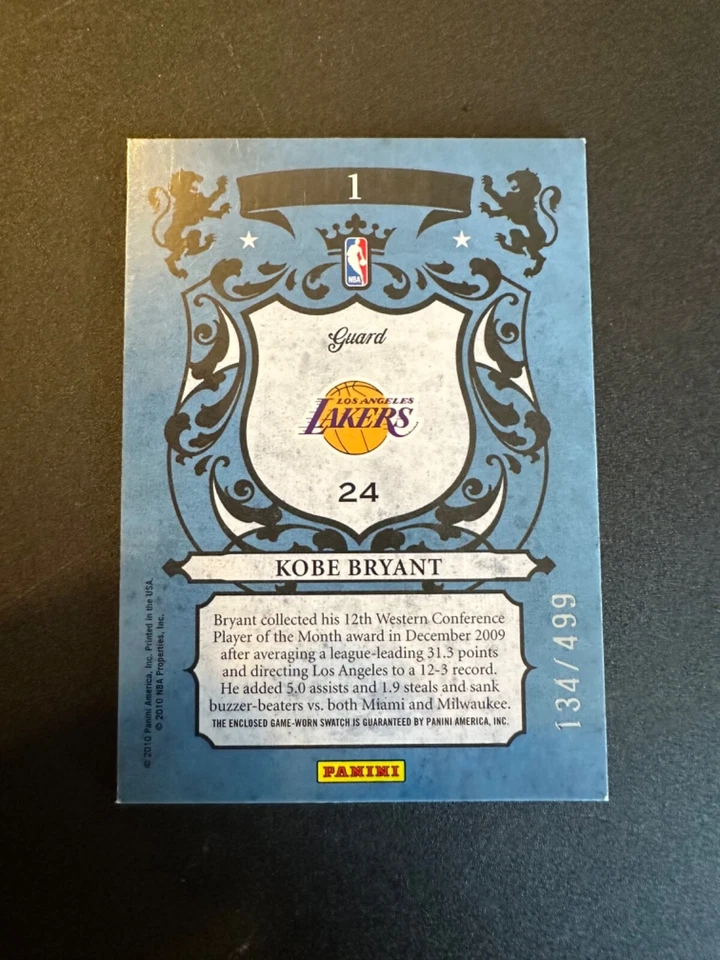 1
NBA
Guard
LOS ANGELES
LAKERS
24
KOBE BRYANT
Bryant collected his 12th Western Conference
Player of the Month award in December 2009
after averaging a league-leading 31.3 points
and directing Los Angeles to a 12-3 record.
He added 5.0 assists and 1.9 steals and sank
buzzer-beaters vs. both Miami and Milwaukee.
THE ENCLOSED GAME-WORN SWATCH IS GUARANTEED BY PANINI AMERICA, INC.
PANINI
© 2010 Panini America, Inc. Printed in the USA.
© 2010 NBA Properties, Inc.
134/499